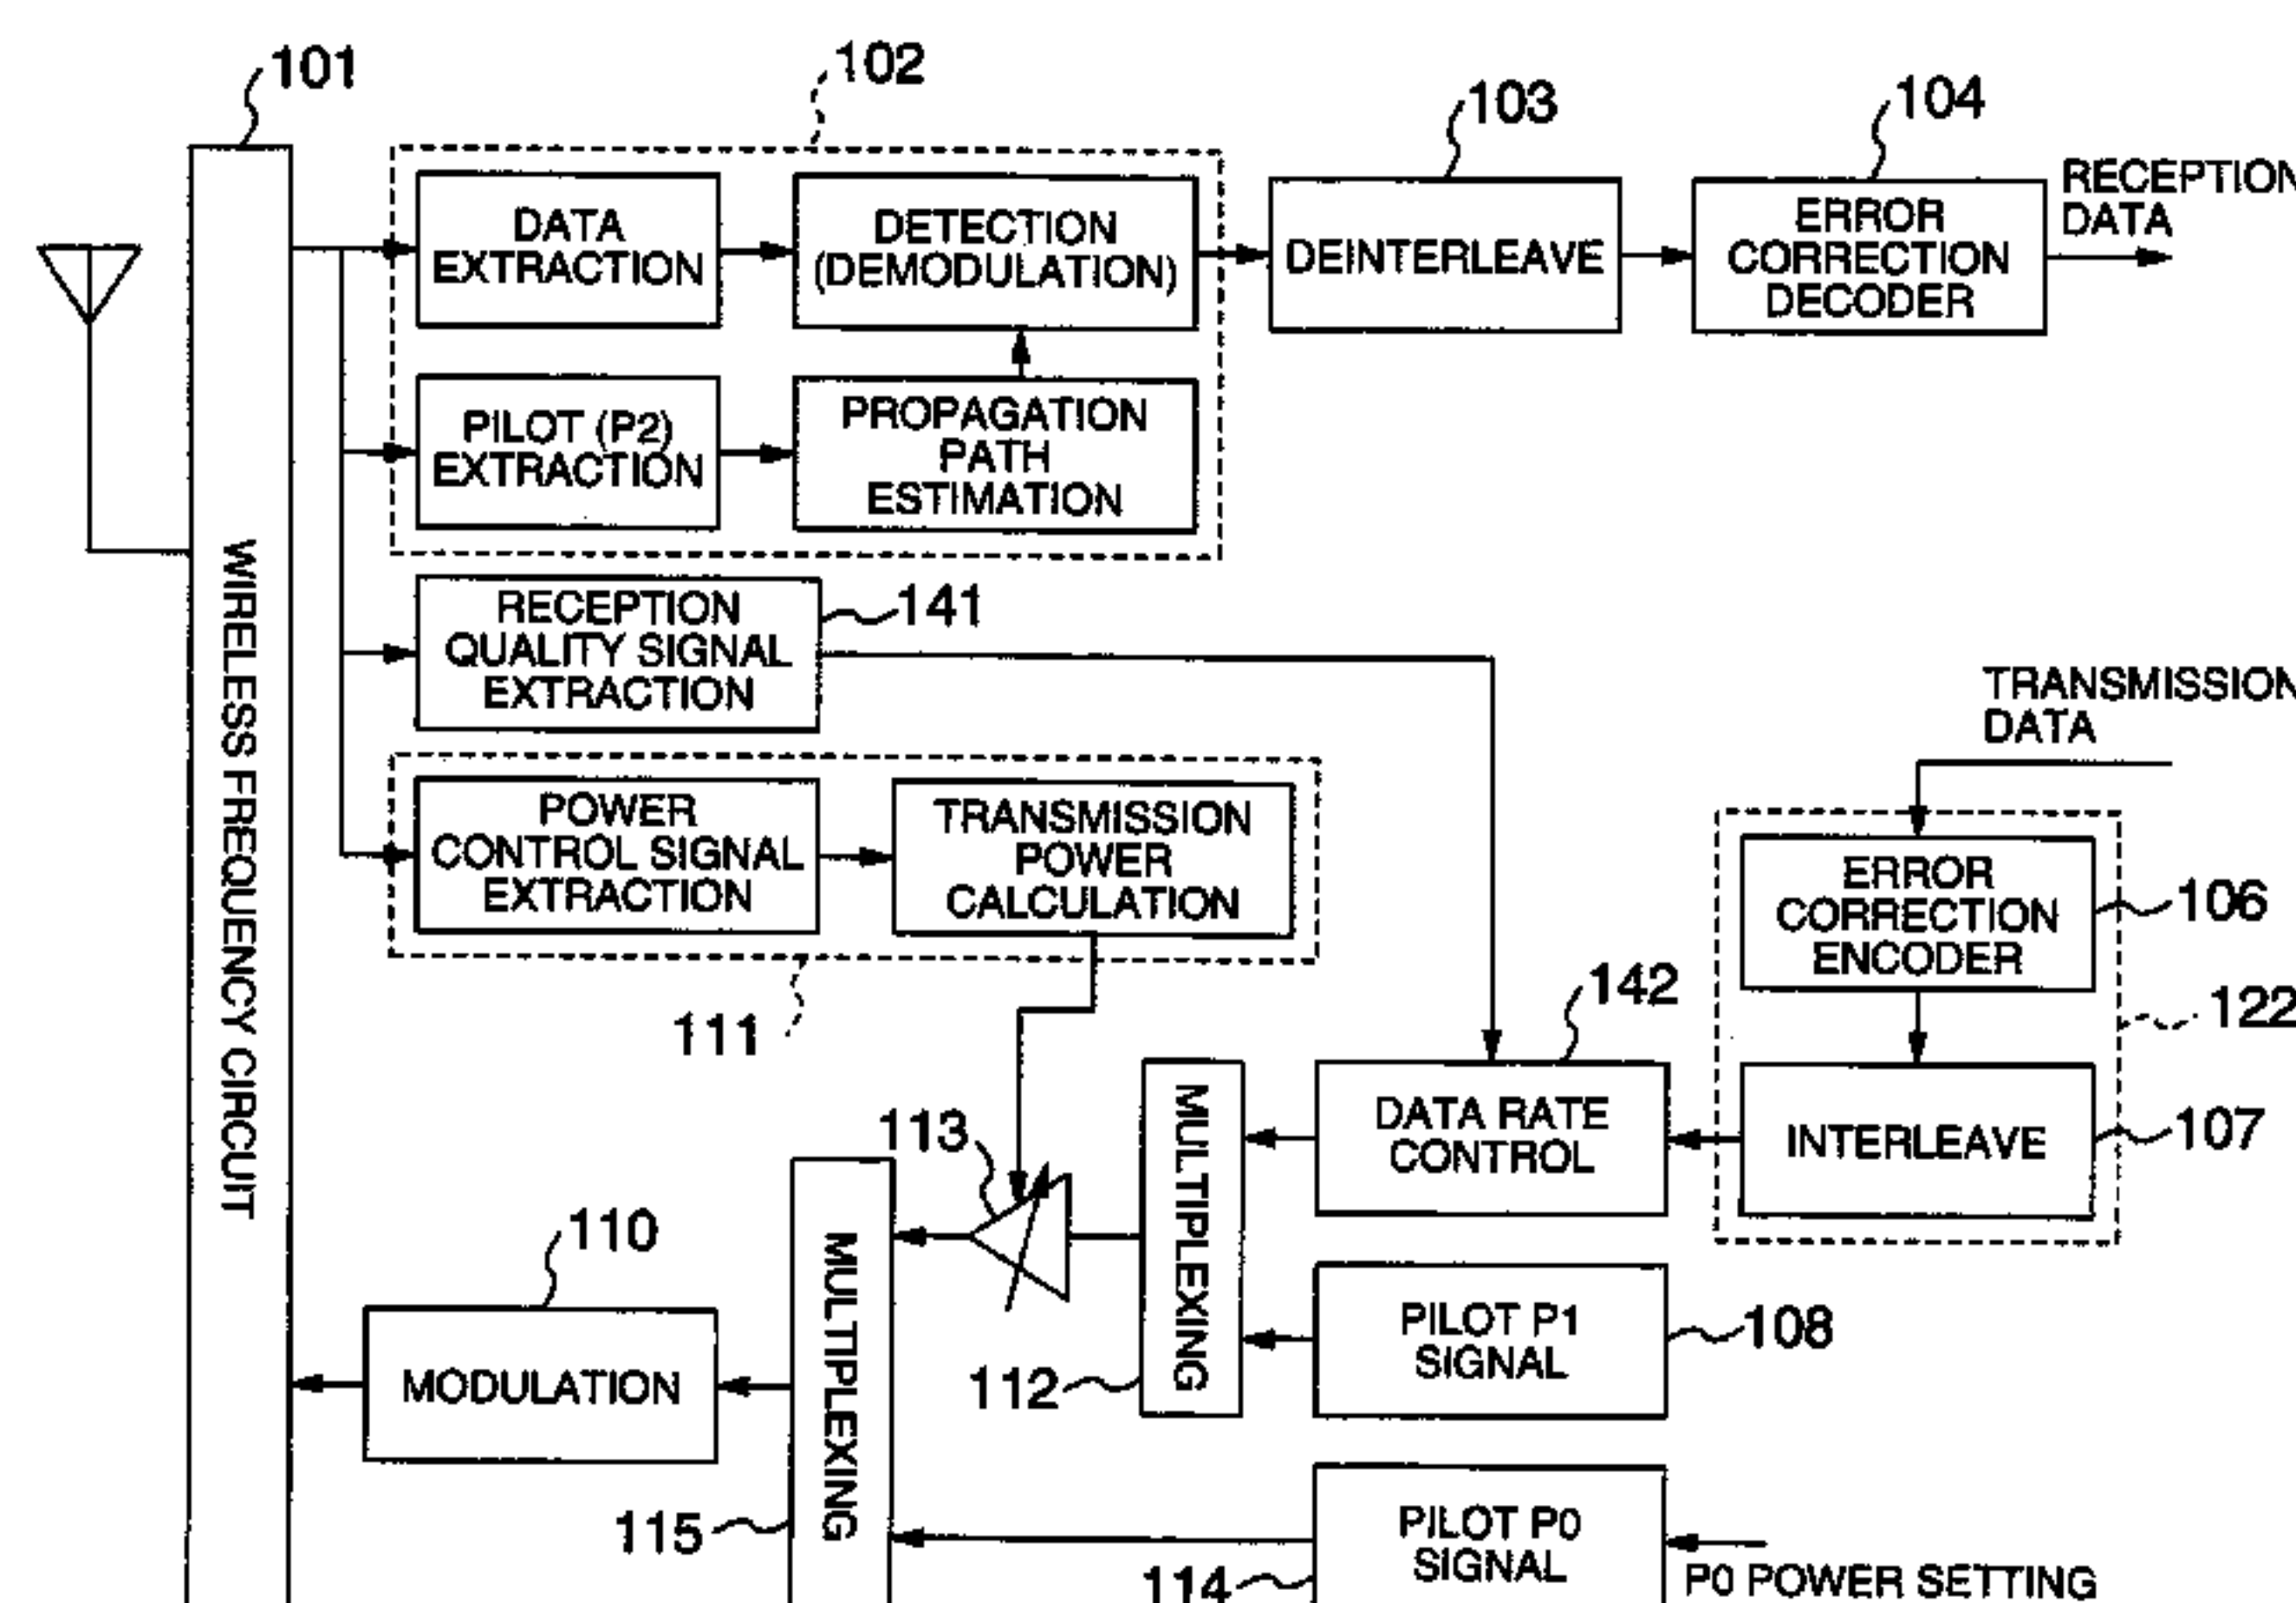 101
102
103
104
RECEPTION
DATA
DATA
EXTRACTION
DETECTION
(DEMODULATION)
DEINTERLEAVE
ERROR
CORRECTION
DECODER
PILOT (P2)
EXTRACTION
PROPAGATION
PATH
ESTIMATION
WIRELESS FREQUENCY CIRCUIT
RECEPTION
QUALITY SIGNAL
EXTRACTION
141
TRANSMISSION
DATA
POWER
CONTROL SIGNAL
EXTRACTION
TRANSMISSION
POWER
CALCULATION
111
ERROR
CORRECTION
ENCODER
106
122
142
INTERLEAVE
107
DATA RATE
CONTROL
MULTIPLEXING
112
113
PILOT P1
SIGNAL
108
110
MODULATION
MULTIPLEXING
115
PILOT P0
SIGNAL
114
P0 POWER SETTING